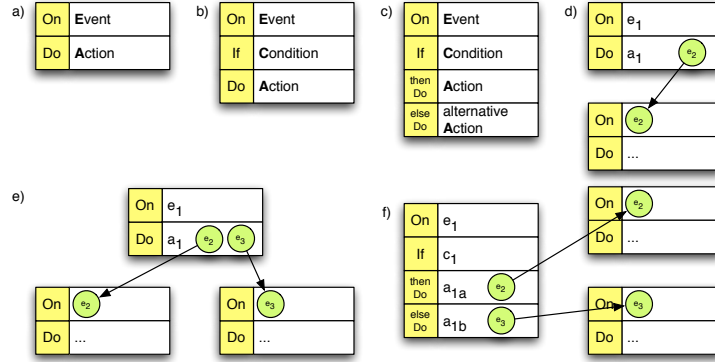 a)
On Event
Do Action
b)
On Event
If Condition
Do Action
c)
On Event
If Condition
then Do Action
else Do alternative Action
d)
On e1
Do a1 e2
On e2
Do ...
e)
On e1
Do a1 e2 e3
On e2
Do ...
On e3
Do ...
f)
On e1
If c1
then Do a1a e2
else Do a1b e3
On e2
Do ...
On e3
Do ...